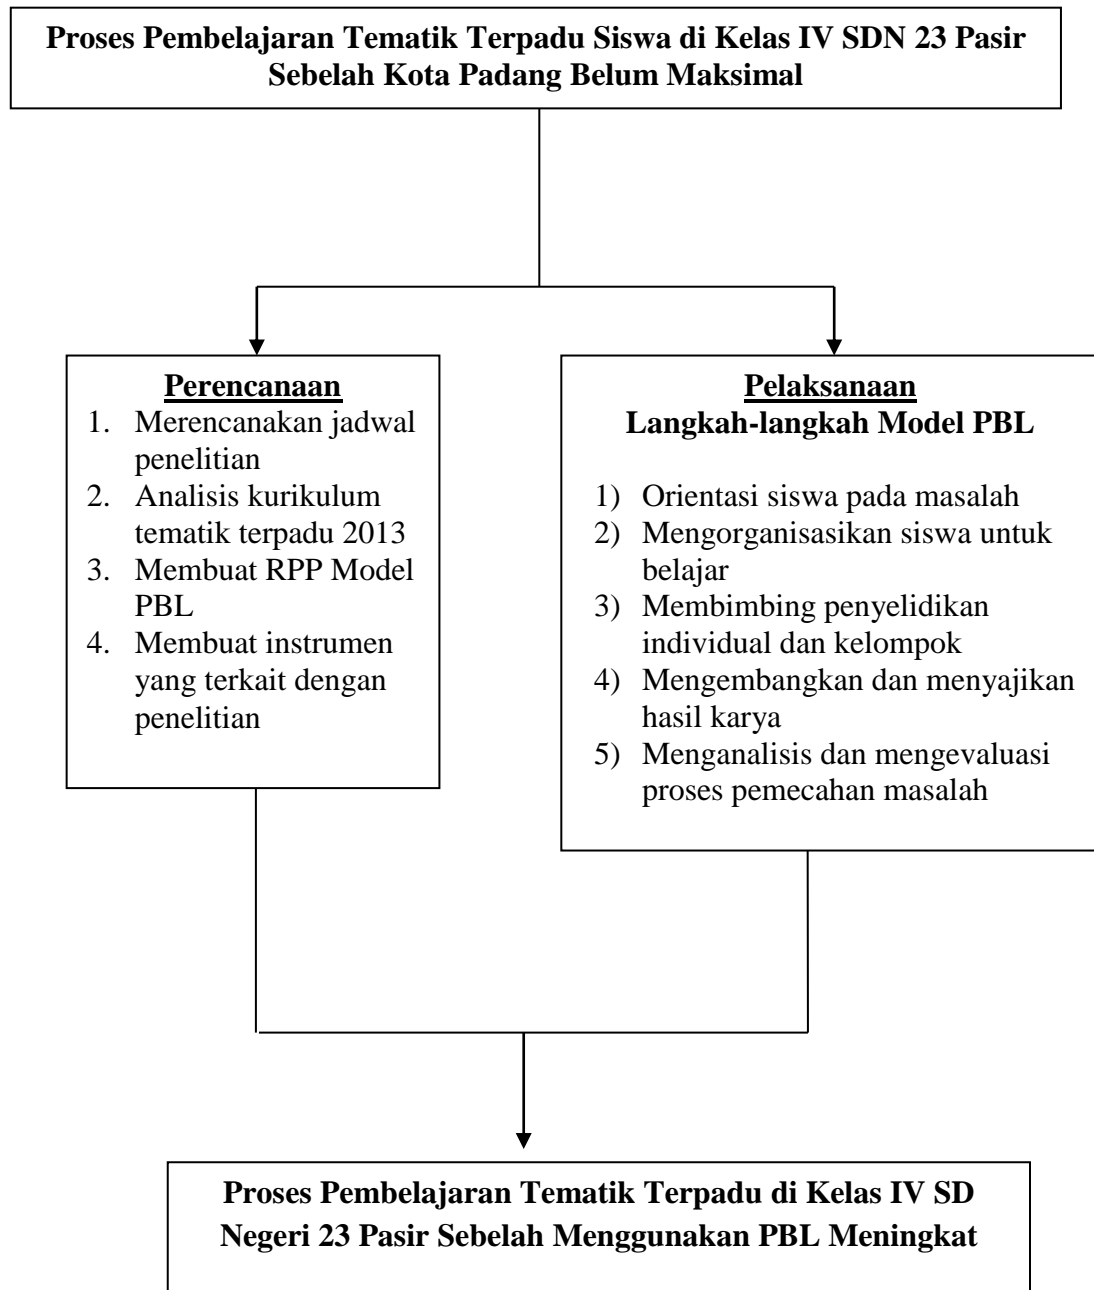 Proses Pembelajaran Tematik Terpadu Siswa di Kelas IV SDN 23 Pasir
Sebelah Kota Padang Belum Maksimal
Perencanaan
1. Merencanakan jadwal
penelitian
2. Analisis kurikulum
tematik terpadu 2013
3. Membuat RPP Model
PBL
4. Membuat instrumen
yang terkait dengan
penelitian
Pelaksanaan
Langkah-langkah Model PBL
1) Orientasi siswa pada masalah
2) Mengorganisasikan siswa untuk
belajar
3) Membimbing penyelidikan
individual dan kelompok
4) Mengembangkan dan menyajikan
hasil karya
5) Menganalisis dan mengevaluasi
proses pemecahan masalah
Proses Pembelajaran Tematik Terpadu di Kelas IV SD
Negeri 23 Pasir Sebelah Menggunakan PBL Meningkat